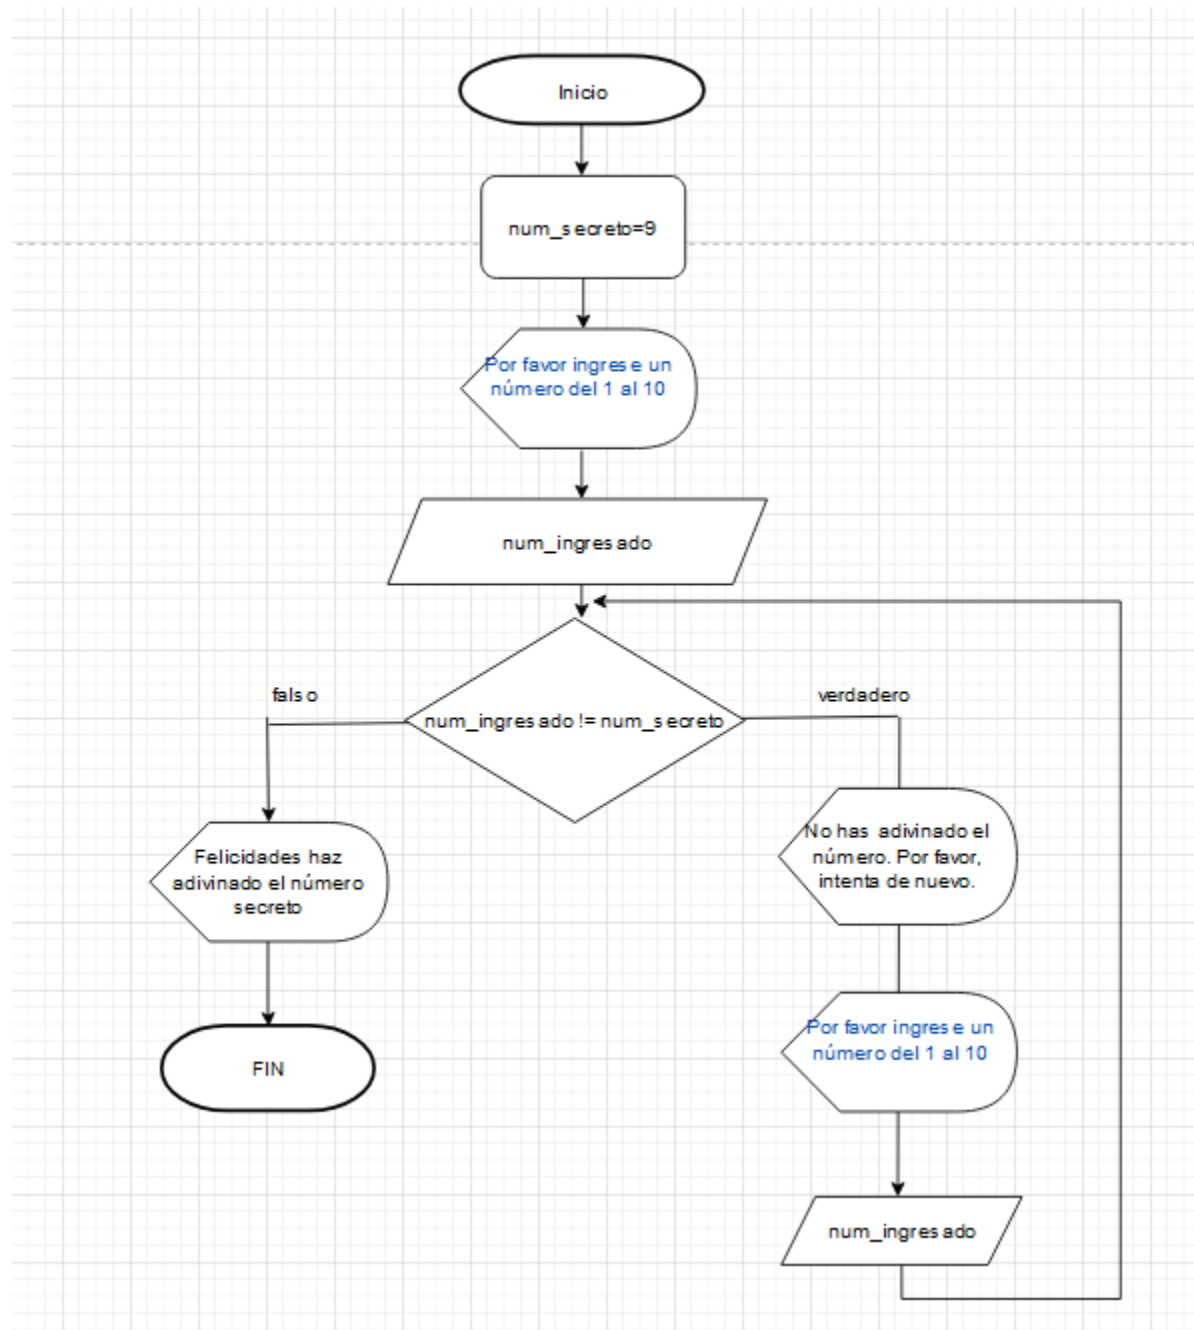 Inicio
num_secreto=9
Por favor ingrese un
número del 1 al 10
num_ingresado
num_ingresado != num_secreto
falso
verdadero
Felicidades haz
adivinado el número
secreto
FIN
No has adivinado el
número. Por favor,
intenta de nuevo.
Por favor ingrese un
número del 1 al 10
num_ingresado